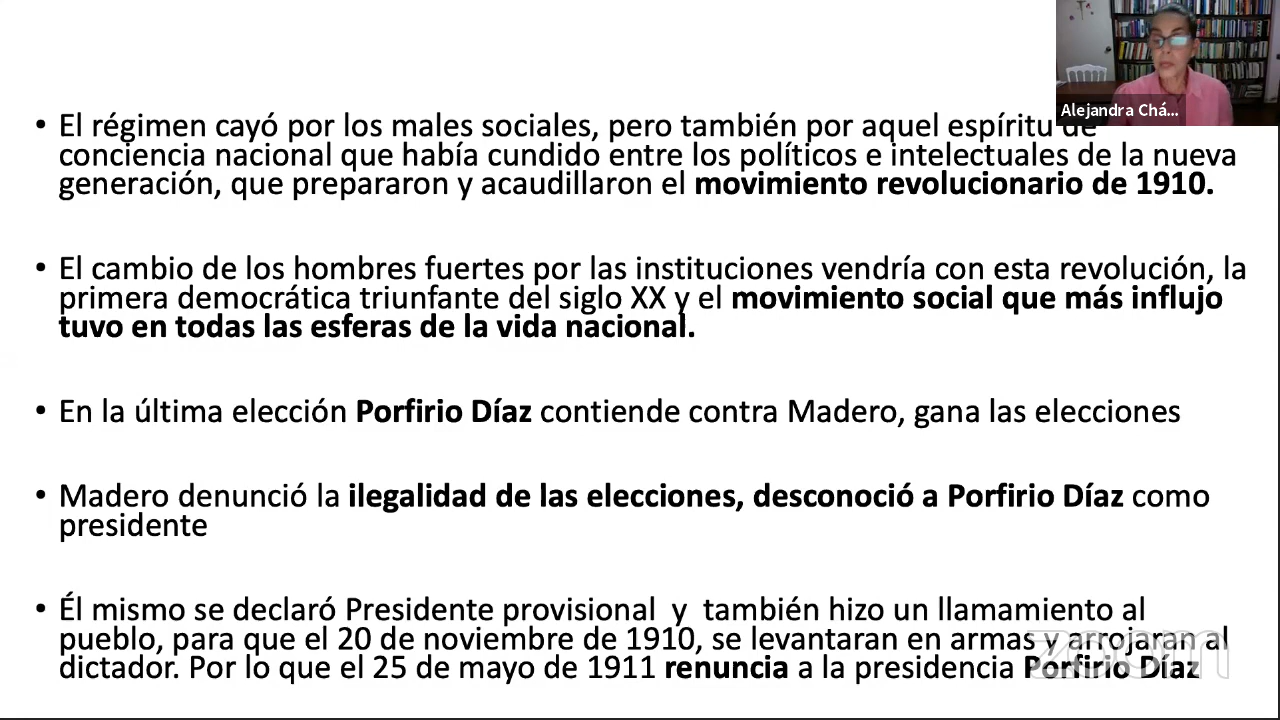 Alejandra Chá...
• El régimen cayó por los males sociales, pero también por aquel espíritu de
conciencia nacional que había cundido entre los políticos e intelectuales de la nueva
generación, que prepararon y acaudillaron el movimiento revolucionario de 1910.
• El cambio de los hombres fuertes por las instituciones vendría con esta revolución, la
primera democrática triunfante del siglo XX y el movimiento social que más influjo
tuvo en todas las esferas de la vida nacional.
• En la última elección Porfirio Díaz contiende contra Madero, gana las elecciones
• Madero denunció la ilegalidad de las elecciones, desconoció a Porfirio Díaz como
presidente
• Él mismo se declaró Presidente provisional  y  también hizo un llamamiento al
pueblo, para que el 20 de noviembre de 1910, se levantaran en armas y arrojaran al
dictador. Por lo que el 25 de mayo de 1911 renuncia a la presidencia Porfirio Díaz
zoom